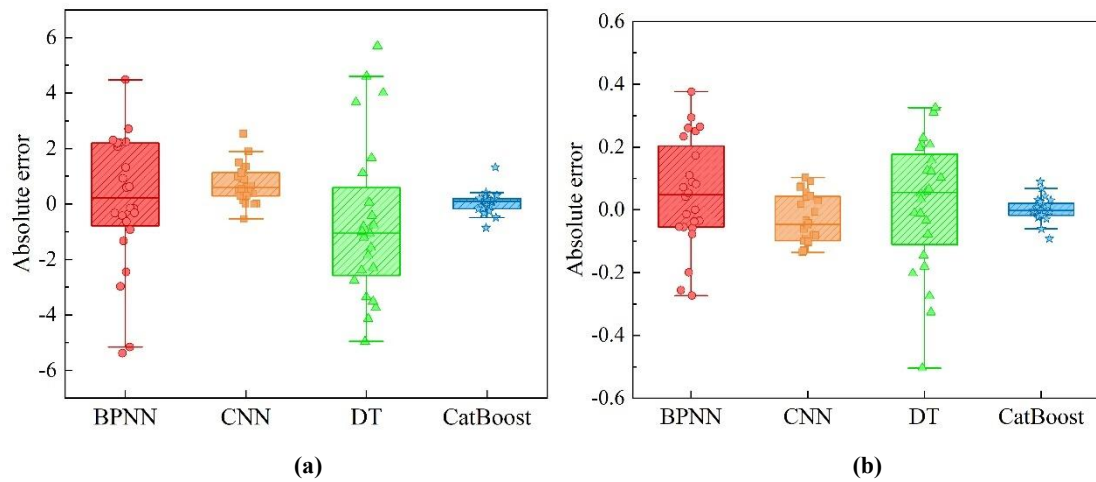 6
4
2
0
-2
-4
-6
Absolute error
BPNN CNN DT CatBoost
(a)
0.6
0.4
0.2
0.0
-0.2
-0.4
-0.6
Absolute error
BPNN CNN DT CatBoost
(b)